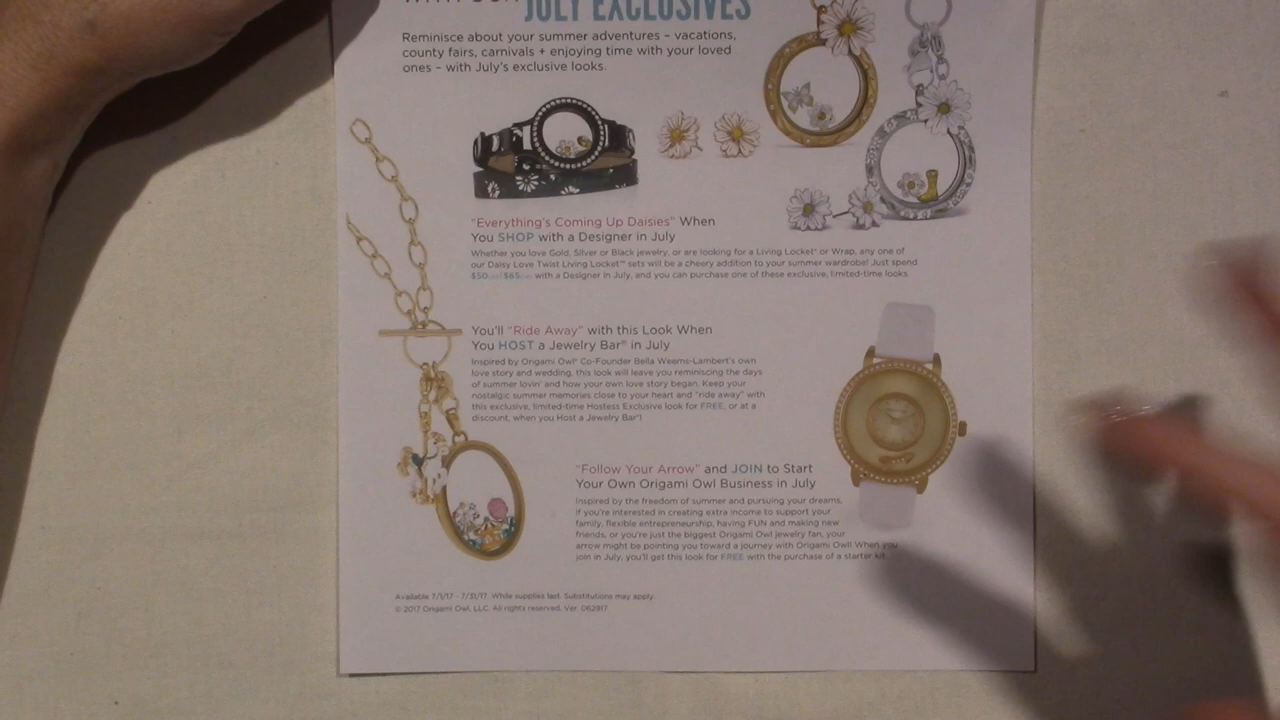 JULY EXCLUSIVES
Reminisce about your summer adventures – vacations,
county fairs, carnivals + enjoying time with your loved
ones – with July's exclusive looks.
"Everything's Coming Up Daisies" When
You SHOP with a Designer in July
Whether you love Gold, Silver or Black jewelry, or are looking for a Living Locket® or Wrap, any one of
our Daisy Love Twist Living Locket™ sets will be a cheery addition to your summer wardrobe! Just spend
$50 $65 with a Designer in July, and you can purchase one of these exclusive, limited-time looks.
You'll "Ride Away" with this Look When
You HOST a Jewelry Bar® in July
Inspired by Origami Owl® Co-Founder Bella Weems-Lambert's own
love story and wedding, this look will leave you reminiscing the days
of summer lovin' and how your own love story began. Keep your
nostalgic summer memories close to your heart and "ride away" with
this exclusive, limited-time Hostess Exclusive look for FREE, or at a
discount, when you Host a Jewelry Bar®!
"Follow Your Arrow" and JOIN to Start
Your Own Origami Owl Business in July
Inspired by the freedom of summer and pursuing your dreams,
if you're interested in creating extra income to support your
family, flexible entrepreneurship, having FUN and making new
friends, or you're just the biggest Origami Owl jewelry fan, your
arrow might be pointing you toward a journey with Origami Owl! When you
join in July, you'll get this look for FREE with the purchase of a starter kit.
Available 7/1/17 - 7/31/17. While supplies last. Substitutions may apply.
© 2017 Origami Owl, LLC. All rights reserved. Ver. 062917